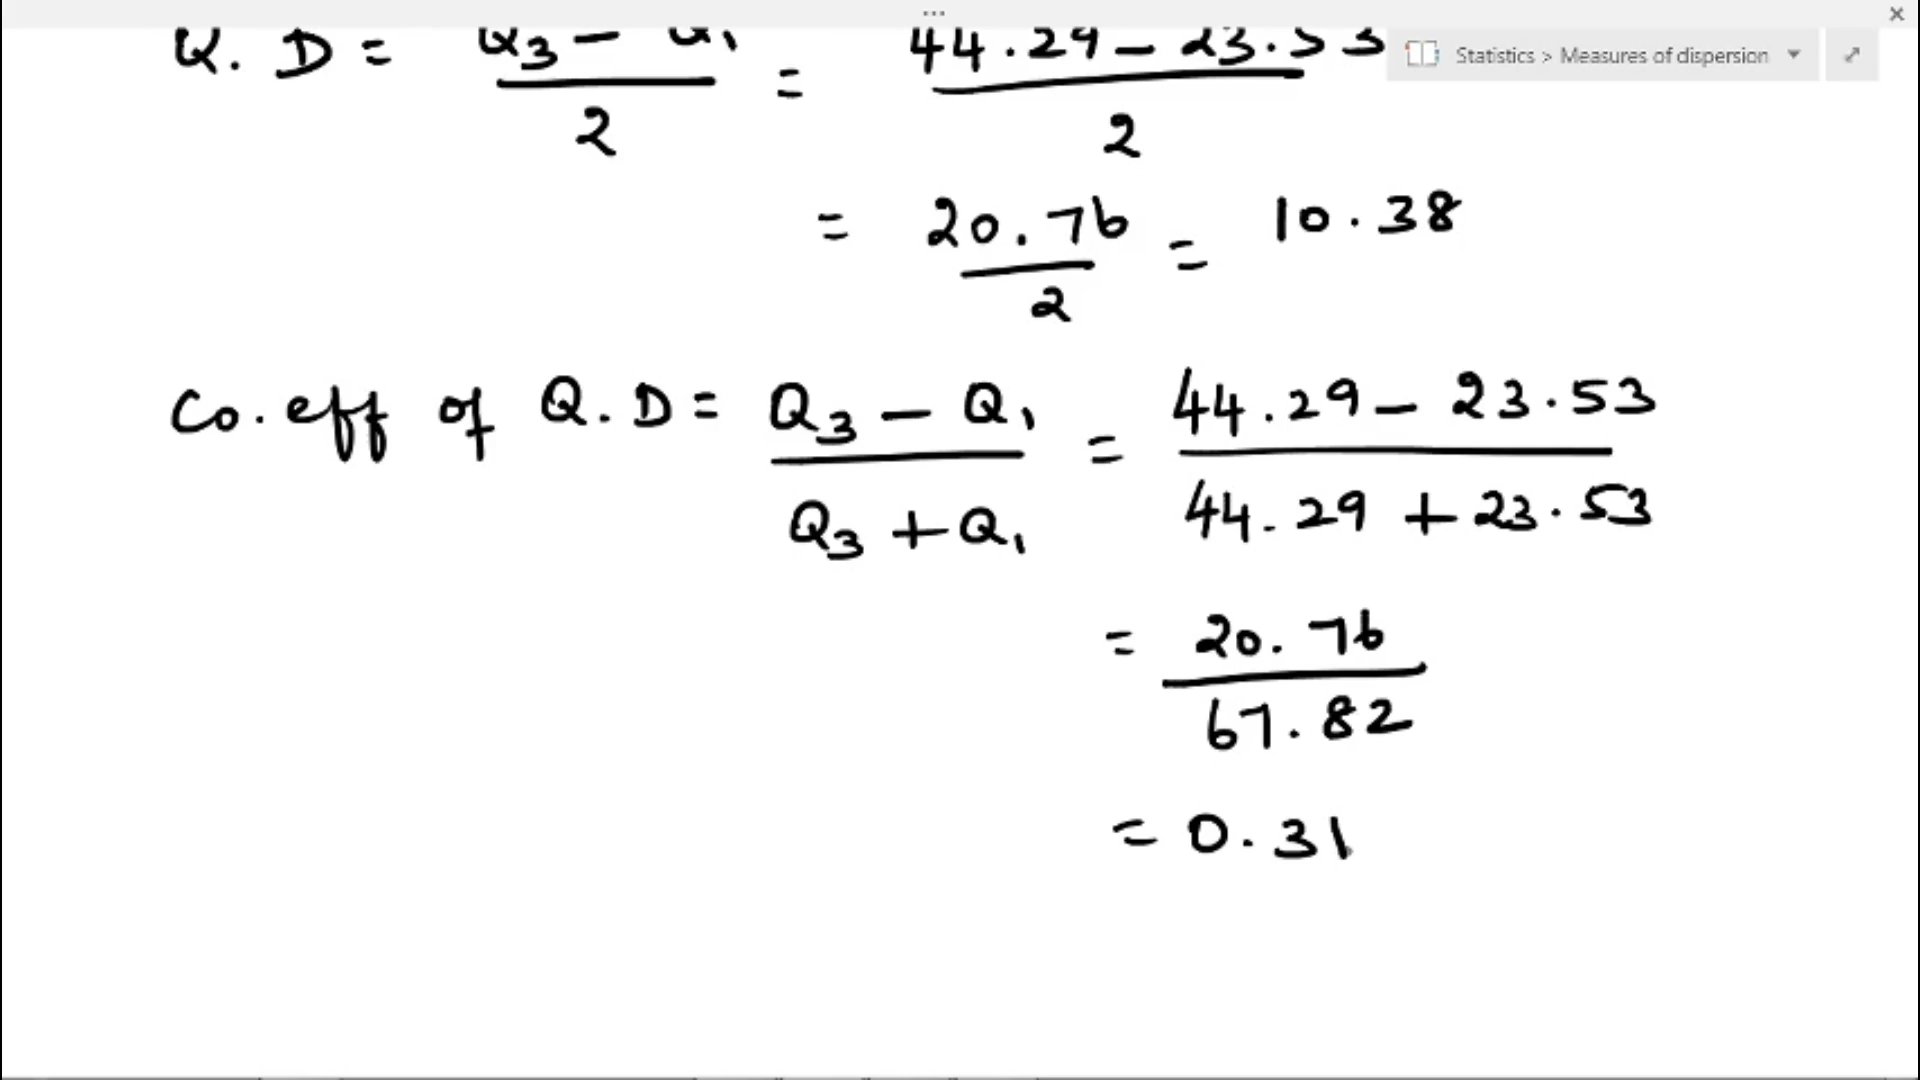 ...
×
Q. D = Q3 - Q1 / 2 = 44.29 - 23.53 / 2
Statistics > Measures of dispersion
= 20.76 / 2 = 10.38
Co.eff of Q. D = Q3 - Q1 / Q3 + Q1 = 44.29 - 23.53 / 44.29 + 23.53
= 20.76 / 67.82
= 0.31